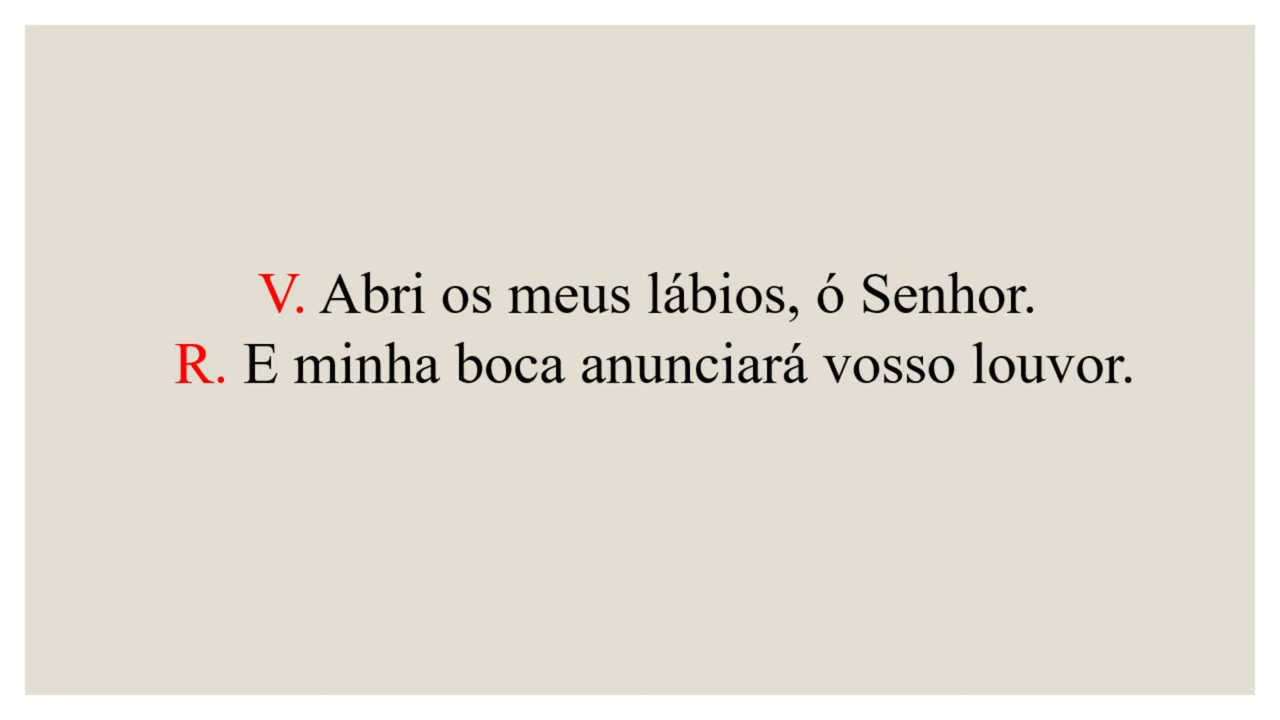 V. Abri os meus lábios, ó Senhor.
R. E minha boca anunciará vosso louvor.